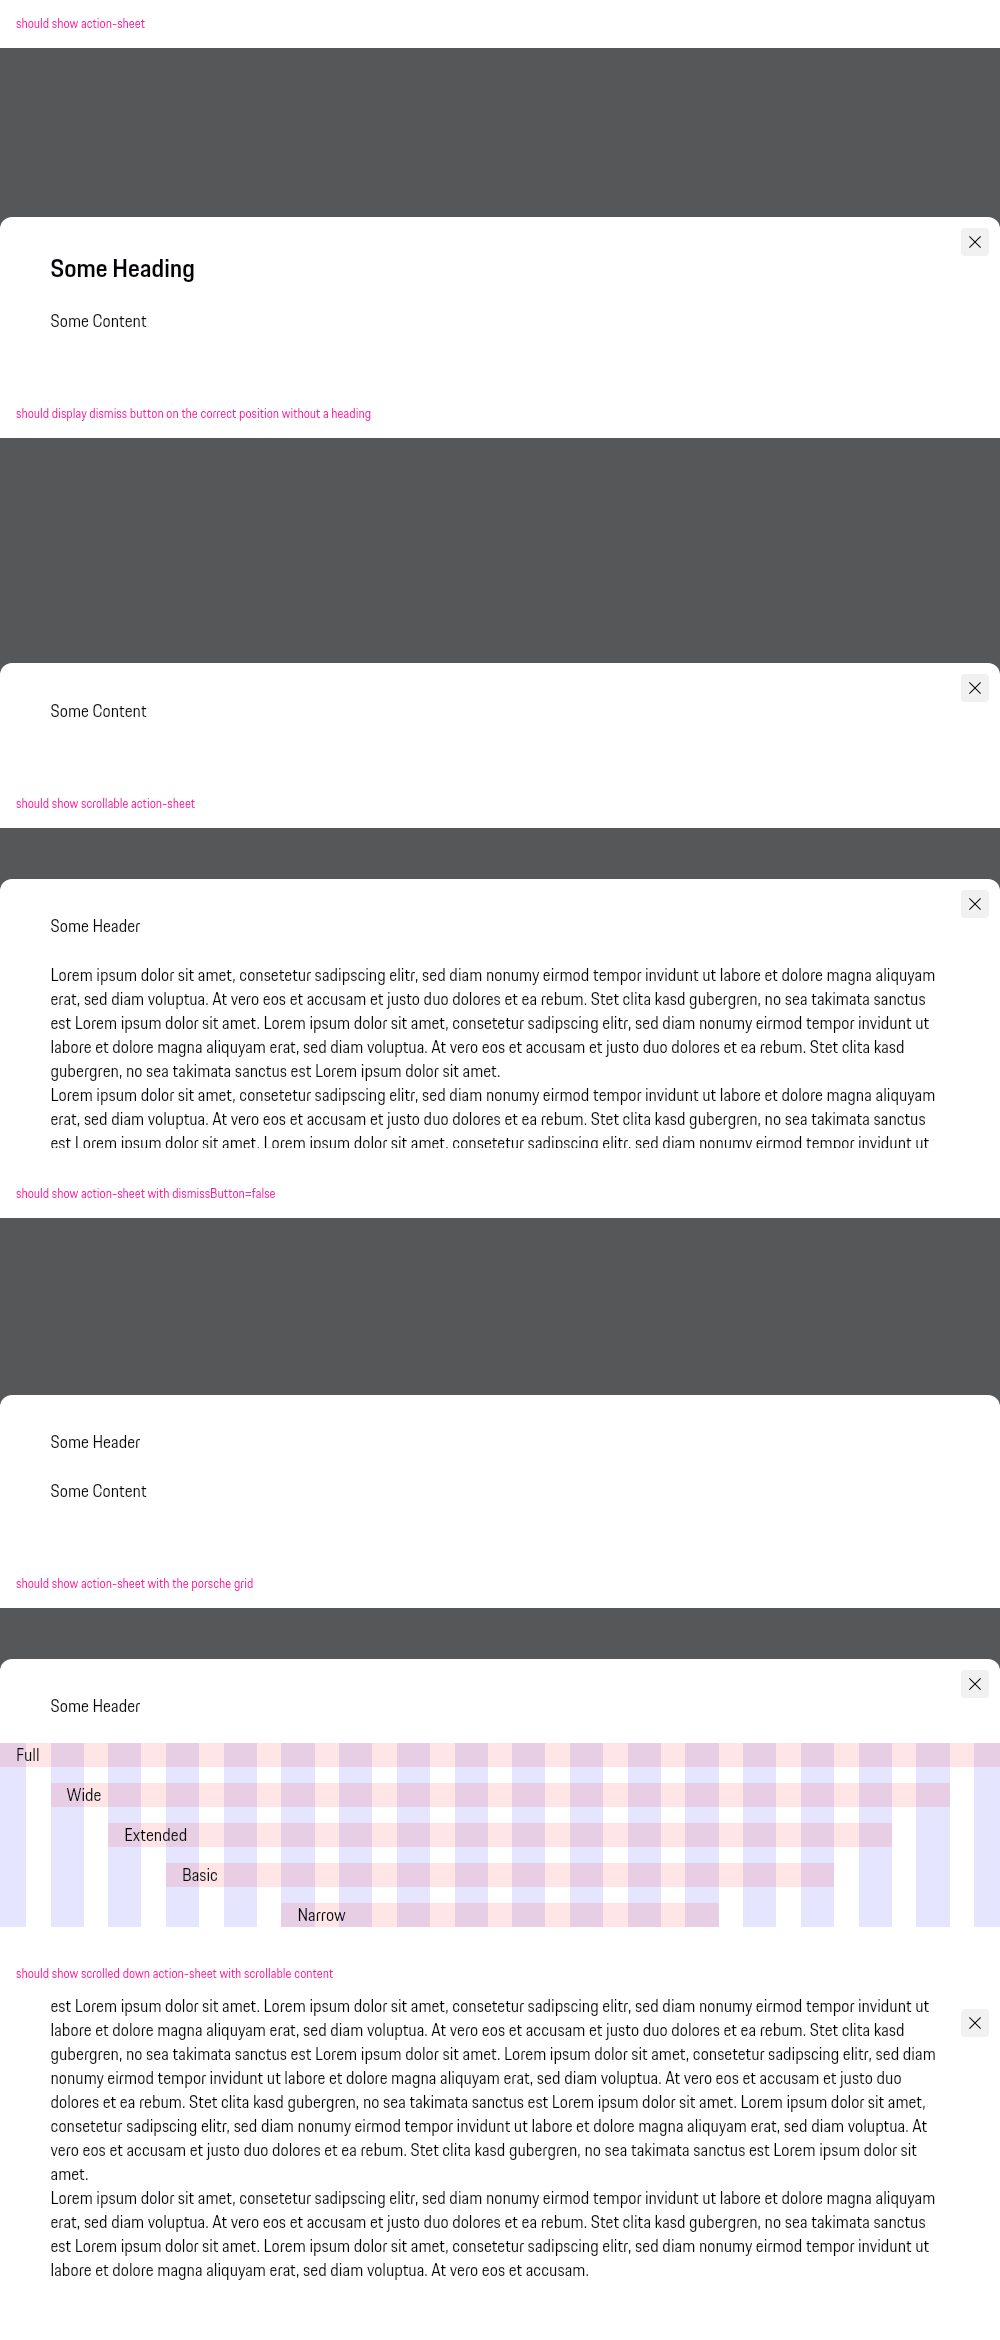 should show action-sheet
Some Heading
Some Content
should display dismiss button on the correct position without a heading
Some Content
should show scrollable action-sheet
Some Header
Lorem ipsum dolor sit amet, consetetur sadipscing elitr, sed diam nonumy eirmod tempor invidunt ut labore et dolore magna aliquyam
erat, sed diam voluptua. At vero eos et accusam et justo duo dolores et ea rebum. Stet clita kasd gubergren, no sea takimata sanctus
est Lorem ipsum dolor sit amet. Lorem ipsum dolor sit amet, consetetur sadipscing elitr, sed diam nonumy eirmod tempor invidunt ut
labore et dolore magna aliquyam erat, sed diam voluptua. At vero eos et accusam et justo duo dolores et ea rebum. Stet clita kasd
gubergren, no sea takimata sanctus est Lorem ipsum dolor sit amet.
Lorem ipsum dolor sit amet, consetetur sadipscing elitr, sed diam nonumy eirmod tempor invidunt ut labore et dolore magna aliquyam
erat, sed diam voluptua. At vero eos et accusam et justo duo dolores et ea rebum. Stet clita kasd gubergren, no sea takimata sanctus
est Lorem ipsum dolor sit amet. Lorem ipsum dolor sit amet, consetetur sadipscing elitr, sed diam nonumy eirmod tempor invidunt ut
should show action-sheet with dismissButton=false
Some Header
Some Content
should show action-sheet with the porsche grid
Some Header
Full
Wide
Extended
Basic
Narrow
should show scrolled down action-sheet with scrollable content
est Lorem ipsum dolor sit amet. Lorem ipsum dolor sit amet, consetetur sadipscing elitr, sed diam nonumy eirmod tempor invidunt ut
labore et dolore magna aliquyam erat, sed diam voluptua. At vero eos et accusam et justo duo dolores et ea rebum. Stet clita kasd
gubergren, no sea takimata sanctus est Lorem ipsum dolor sit amet. Lorem ipsum dolor sit amet, consetetur sadipscing elitr, sed diam
nonumy eirmod tempor invidunt ut labore et dolore magna aliquyam erat, sed diam voluptua. At vero eos et accusam et justo duo
dolores et ea rebum. Stet clita kasd gubergren, no sea takimata sanctus est Lorem ipsum dolor sit amet. Lorem ipsum dolor sit amet,
consetetur sadipscing elitr, sed diam nonumy eirmod tempor invidunt ut labore et dolore magna aliquyam erat, sed diam voluptua. At
vero eos et accusam et justo duo dolores et ea rebum. Stet clita kasd gubergren, no sea takimata sanctus est Lorem ipsum dolor sit
amet.
Lorem ipsum dolor sit amet, consetetur sadipscing elitr, sed diam nonumy eirmod tempor invidunt ut labore et dolore magna aliquyam
erat, sed diam voluptua. At vero eos et accusam et justo duo dolores et ea rebum. Stet clita kasd gubergren, no sea takimata sanctus
est Lorem ipsum dolor sit amet. Lorem ipsum dolor sit amet, consetetur sadipscing elitr, sed diam nonumy eirmod tempor invidunt ut
labore et dolore magna aliquyam erat, sed diam voluptua. At vero eos et accusam.